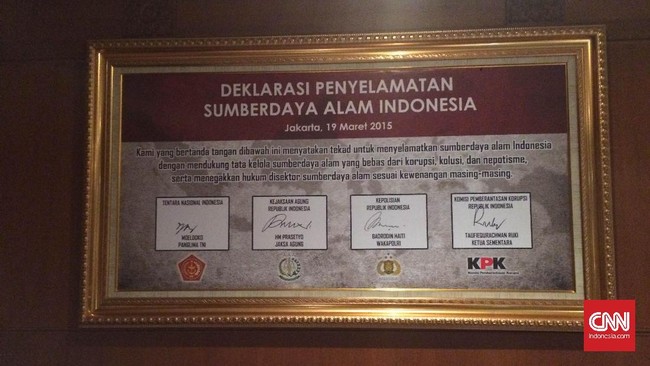 DEKLARASI PENYELAMATAN
SUMBERDAYA ALAM INDONESIA
Jakarta, 19 Maret 2015
Kami yang bertanda tangan dibawah ini menyatakan tekad untuk menyelamatkan sumberdaya alam Indonesia
dengan mendukung tata kelola sumberdaya alam yang bebas dari korupsi, kolusi, dan nepotisme,
serta menegakkan hukum disektor sumberdaya alam sesuai kewenangan masing-masing.
TENTARA NASIONAL INDONESIA
MOELDOKO
PANGLIMA TNI
KEJAKSAAN AGUNG
REPUBLIK INDONESIA
HM PRASETYO
JAKSA AGUNG
KEPOLISIAN
REPUBLIK INDONESIA
BADRODIN HAITI
WAKAPOLRI
KOMISI PEMBERANTASAN KORUPSI
REPUBLIK INDONESIA
TAUFIEQURACHMAN RUKI
KETUA SEMENTARA
KPK
Komisi Pemberantasan Korupsi
CNN
Indonesia.com